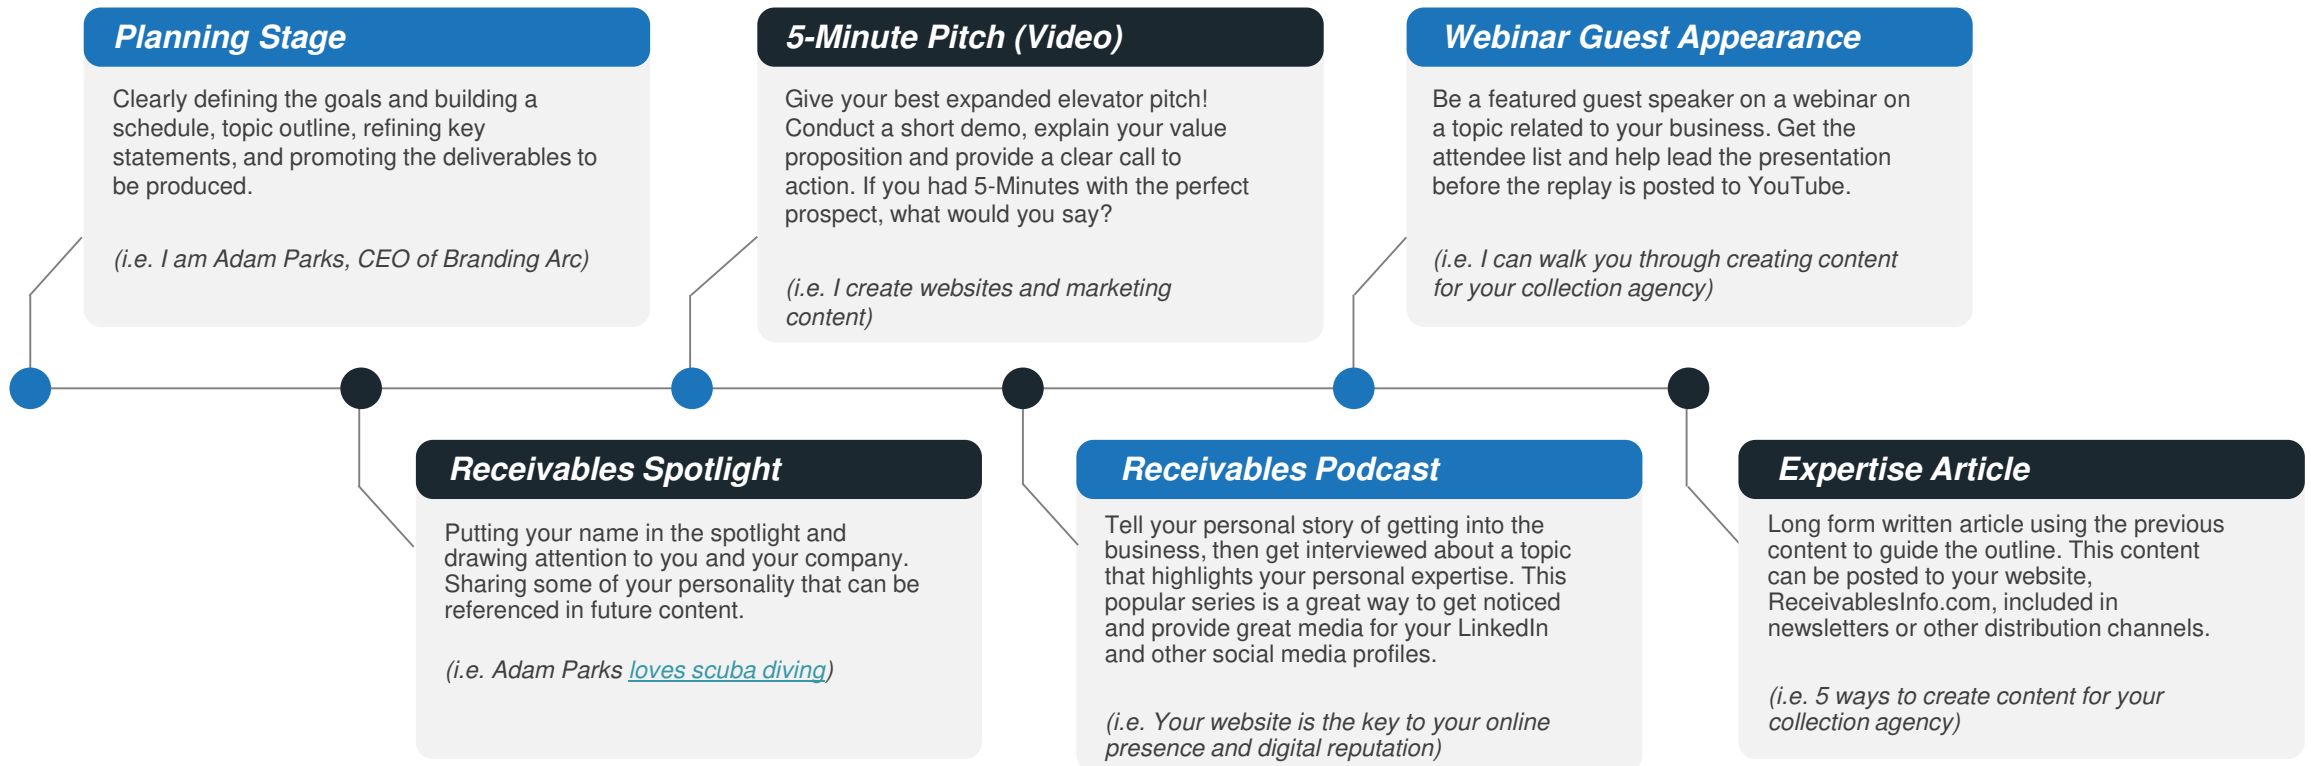 Planning Stage
Clearly defining the goals and building a
schedule, topic outline, refining key
statements, and promoting the deliverables to
be produced.
(i.e. I am Adam Parks, CEO of Branding Arc)
5-Minute Pitch (Video)
Give your best expanded elevator pitch!
Conduct a short demo, explain your value
proposition and provide a clear call to
action. If you had 5-Minutes with the perfect
prospect, what would you say?
(i.e. I create websites and marketing
content)
Webinar Guest Appearance
Be a featured guest speaker on a webinar on
a topic related to your business. Get the
attendee list and help lead the presentation
before the replay is posted to YouTube.
(i.e. I can walk you through creating content
for your collection agency)
Receivables Spotlight
Putting your name in the spotlight and
drawing attention to you and your company.
Sharing some of your personality that can be
referenced in future content.
(i.e. Adam Parks loves scuba diving)
Receivables Podcast
Tell your personal story of getting into the
business, then get interviewed about a topic
that highlights your personal expertise. This
popular series is a great way to get noticed
and provide great media for your LinkedIn
and other social media profiles.
(i.e. Your website is the key to your online
presence and digital reputation)
Expertise Article
Long form written article using the previous
content to guide the outline. This content
can be posted to your website,
ReceivablesInfo.com, included in
newsletters or other distribution channels.
(i.e. 5 ways to create content for your
collection agency)